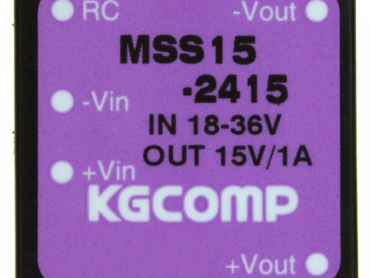 RC -Vout
MSS15
-2415
-Vin
IN 18-36V
OUT 15V/1A
+Vin
KGCOMP
+Vout